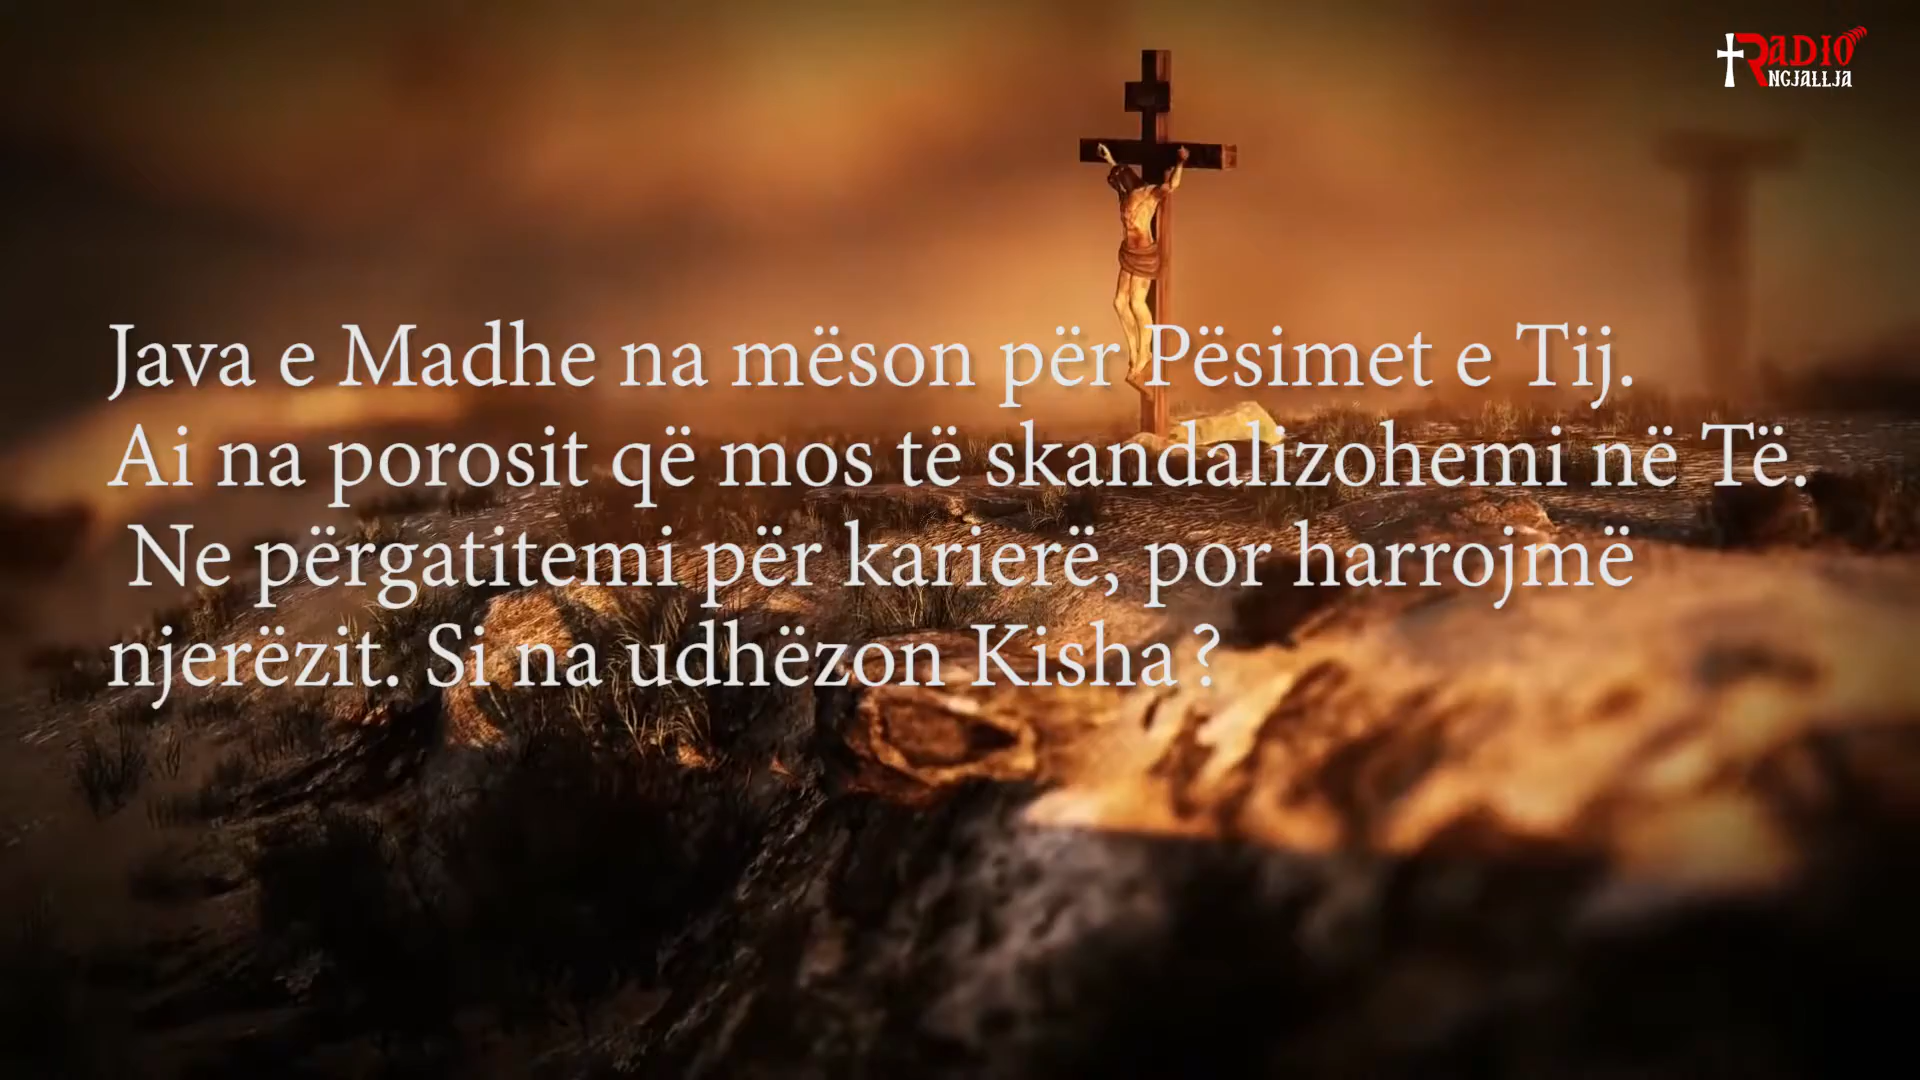 RADIO
NGJALLJA
Java e Madhe na mëson për Pësimet e Tij.
Ai na porosit që mos të skandalizohemi në Të.
Ne përgatitemi për karierë, por harrojmë
njerëzit. Si na udhëzon Kisha?